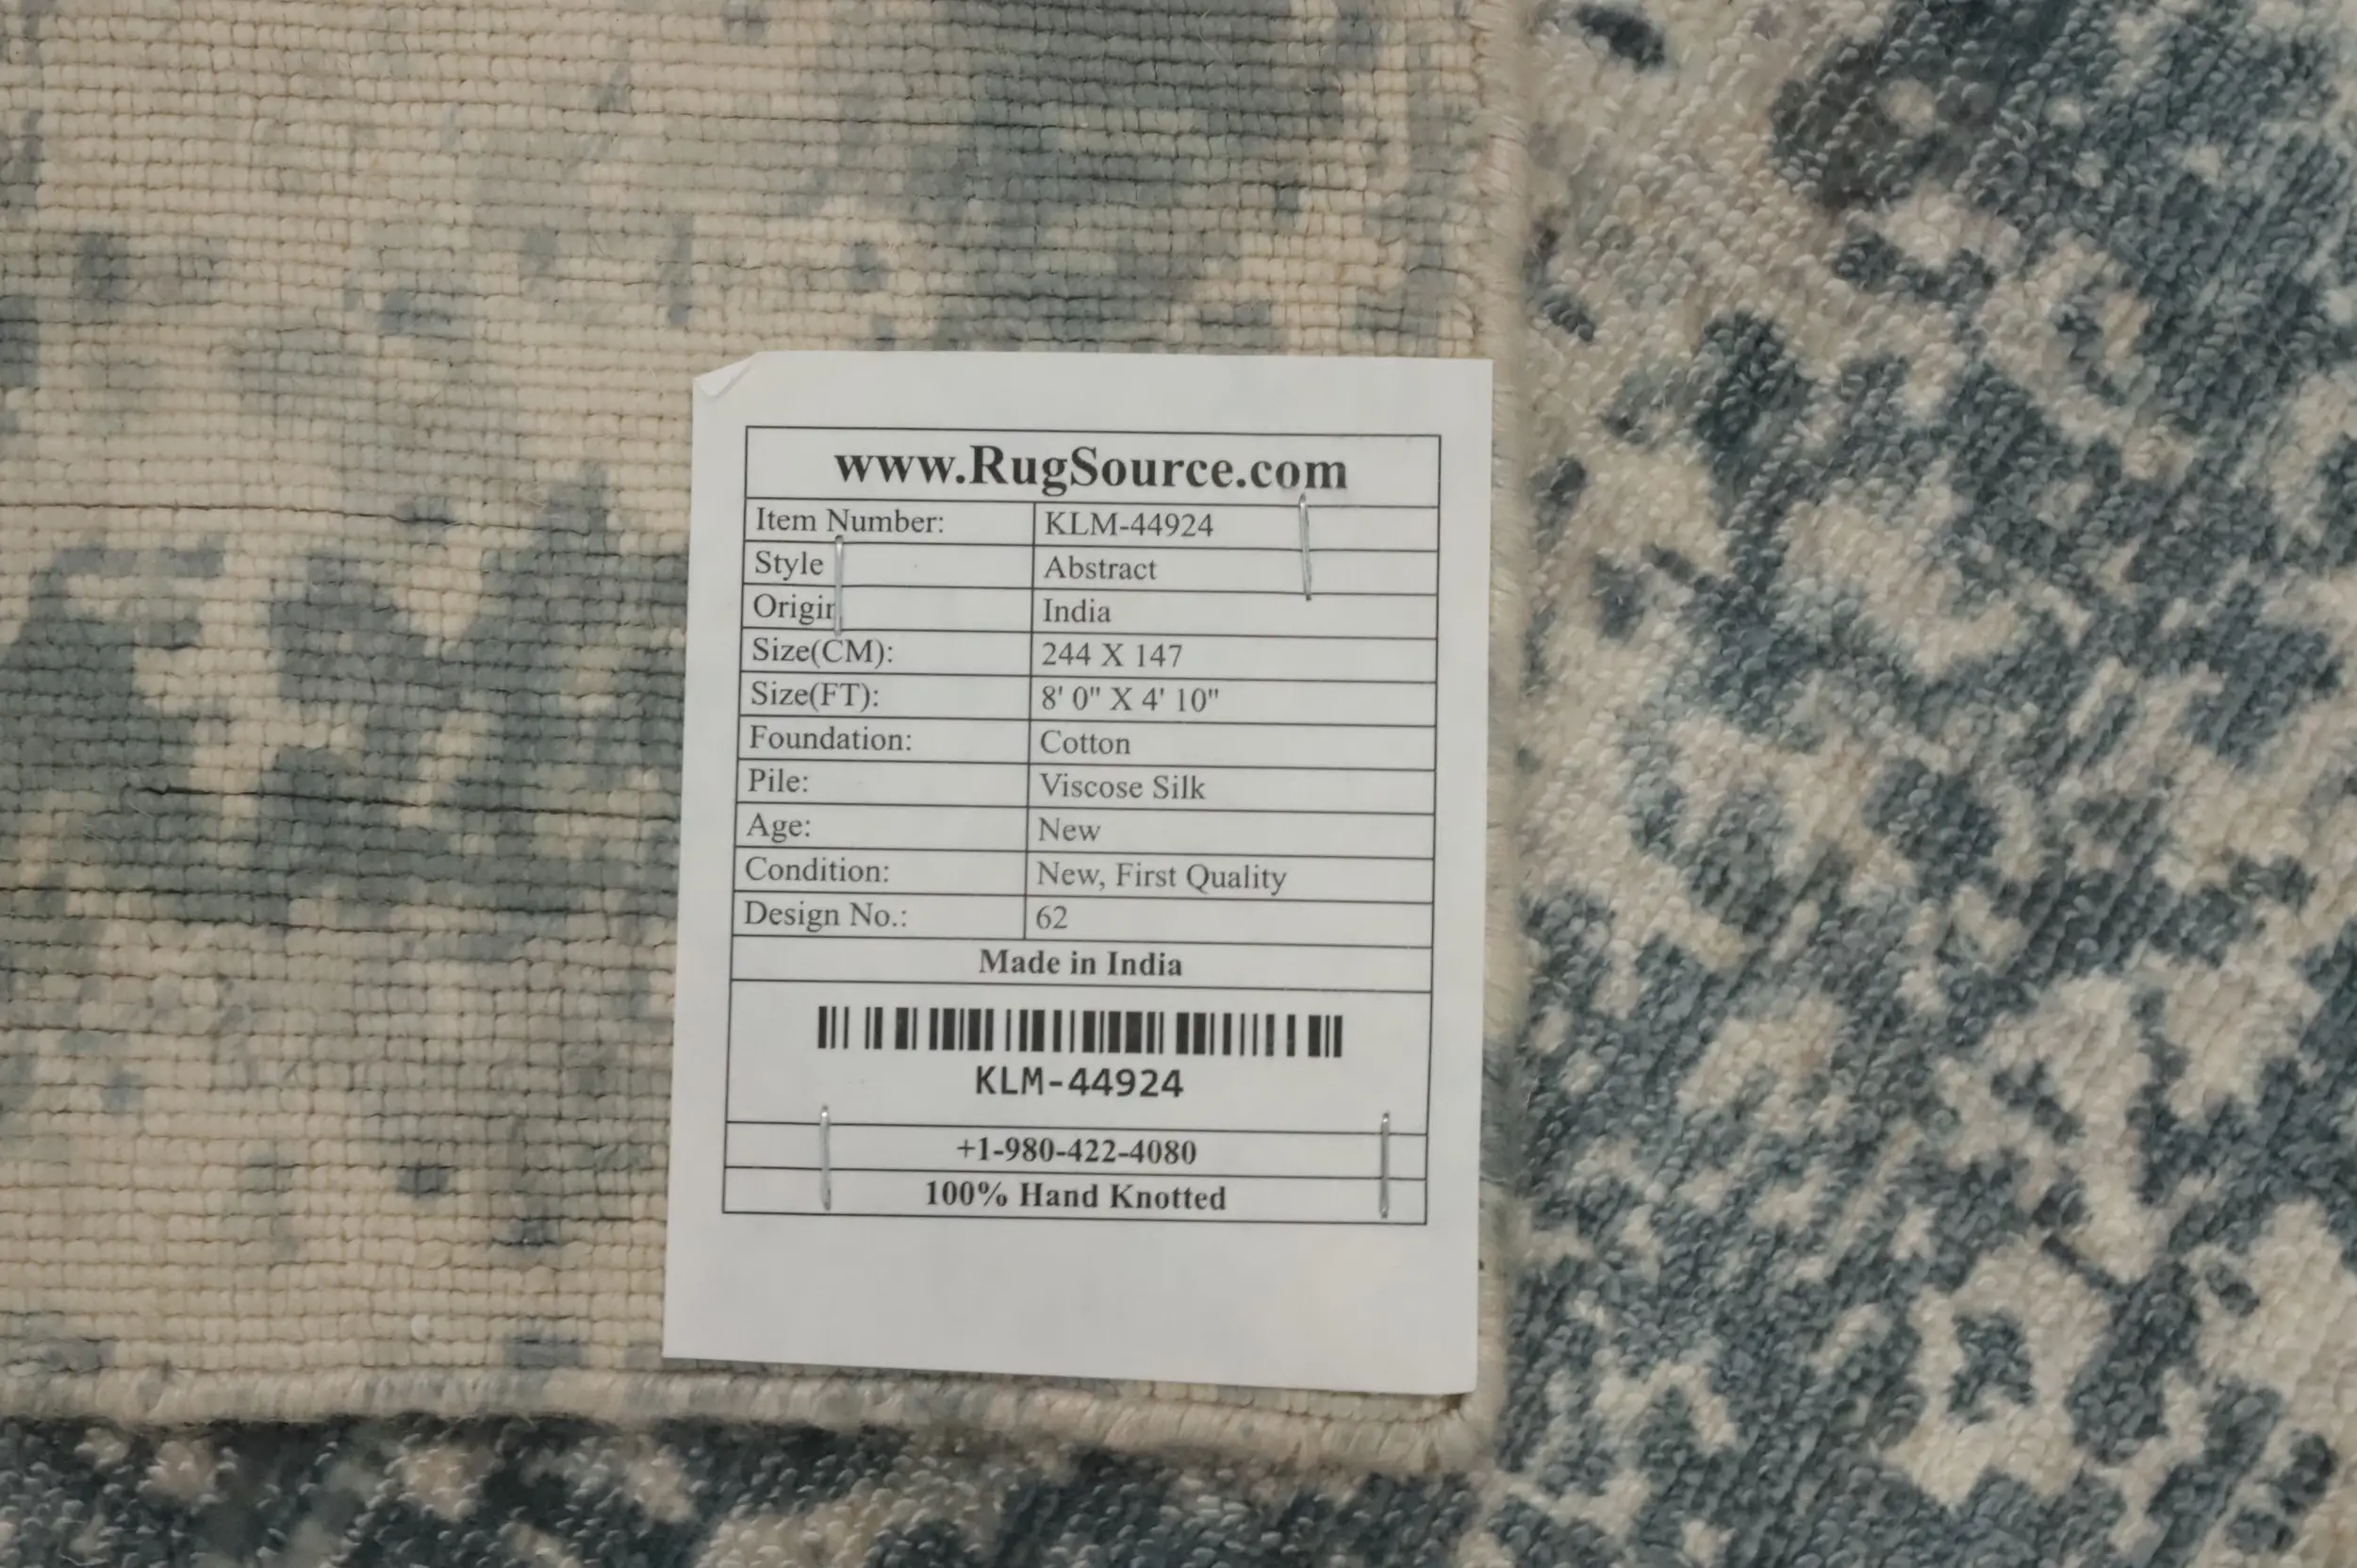 www.RugSource.com
Item Number: KLM-44924
Style Abstract
Origin India
Size(CM): 244 X 147
Size(FT): 8' 0" X 4' 10"
Foundation: Cotton
Pile: Viscose Silk
Age: New
Condition: New, First Quality
Design No.: 62
Made in India
KLM-44924
+1-980-422-4080
100% Hand Knotted